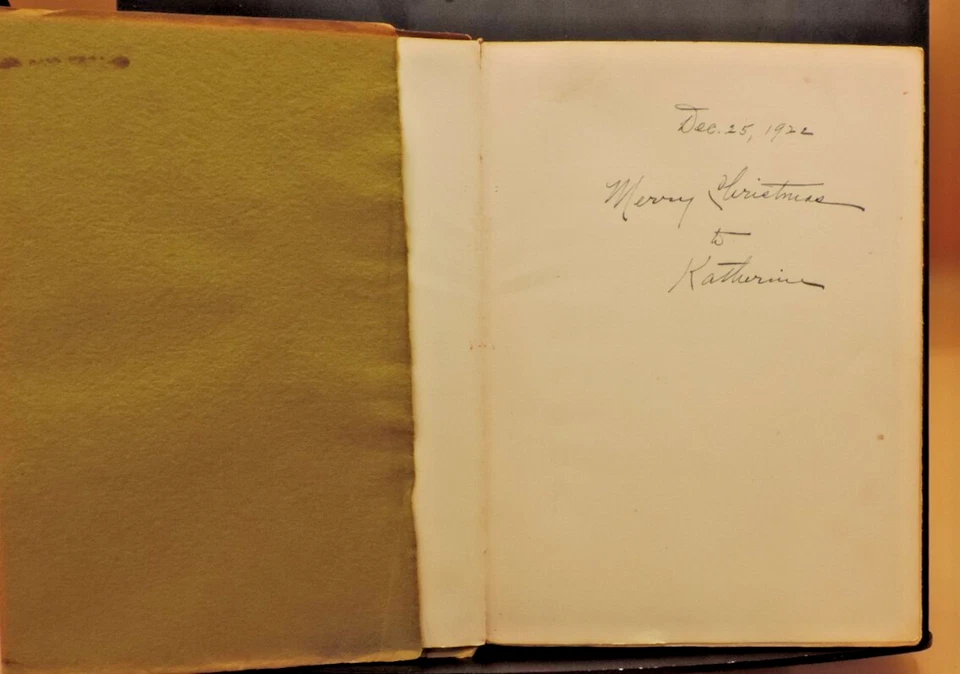 Dec. 25, 1922
Merry Christmas
to
Katherine